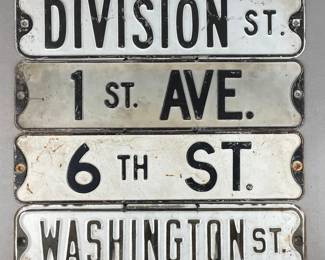 DIVISION ST.
1 ST. AVE.
6 TH ST.
WASHINGTON ST.